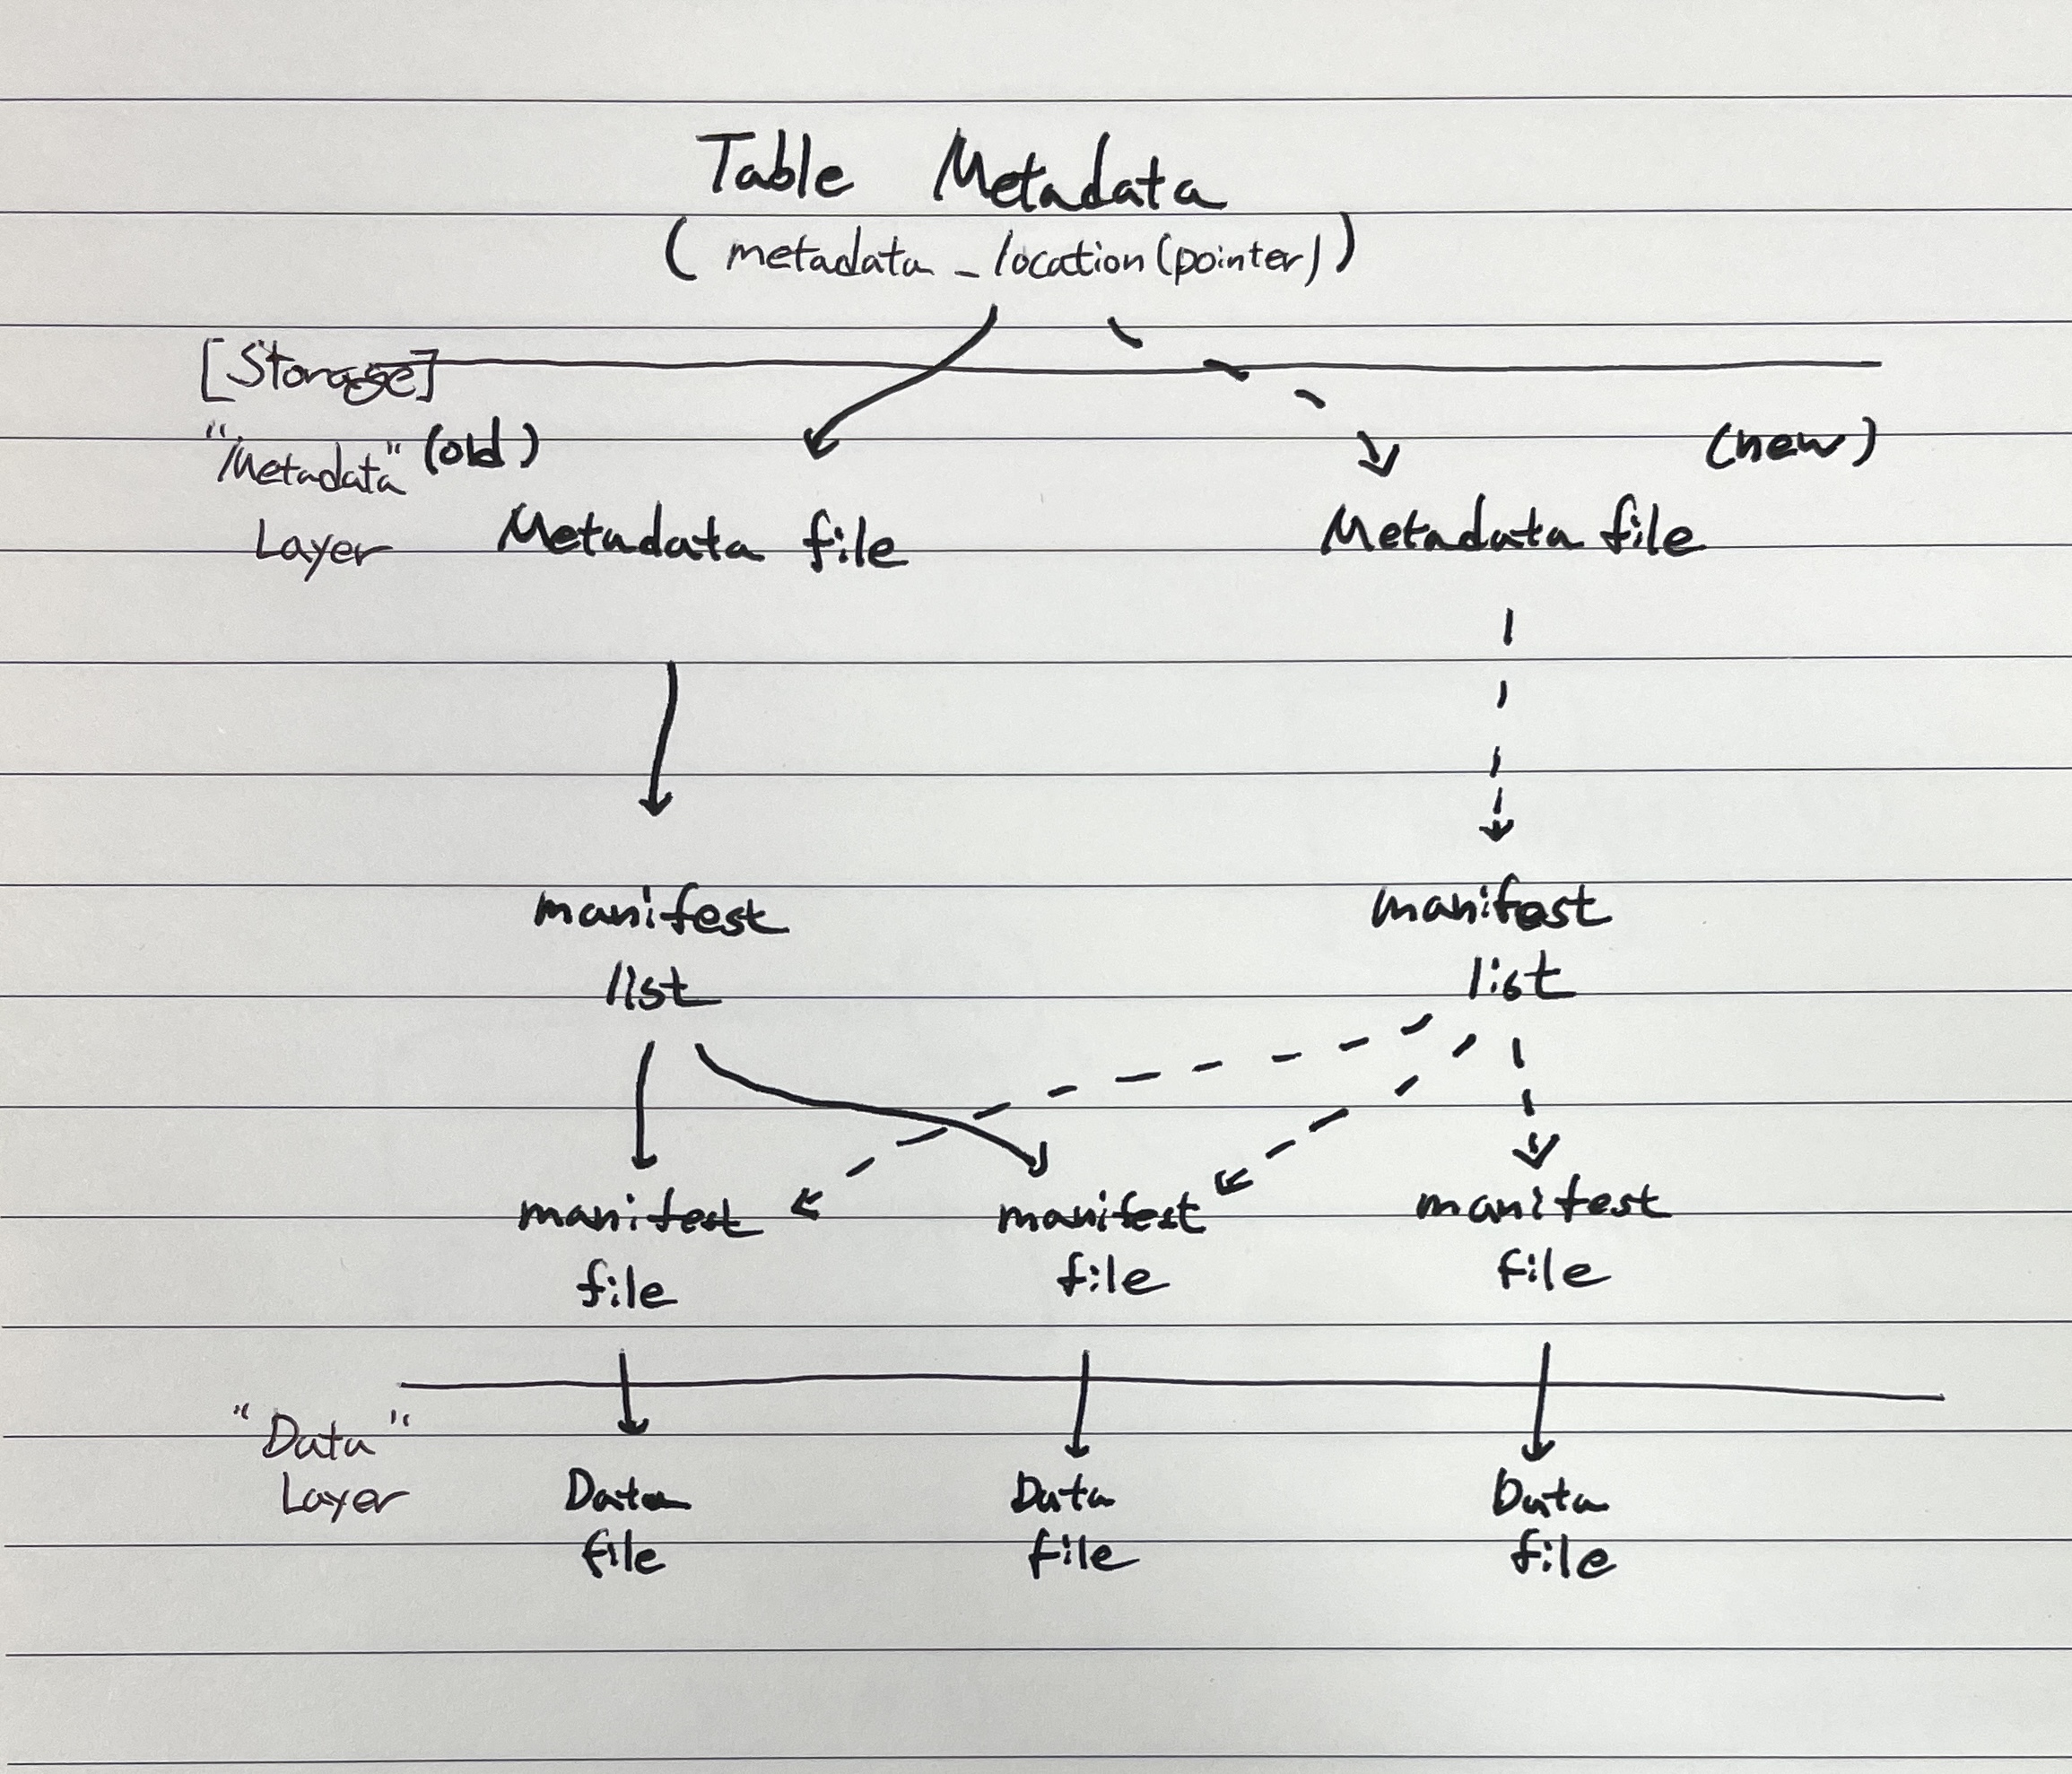 Table Metadata
( metadata_location(pointer) )
[Storage]
"Metadata" (old)
(new)
Layer
Metadata file
Metadata file
manifest
list
manifest
list
manifest
file
manifest
file
manifest
file
"Data"
Layer
Data
file
Data
file
Data
file